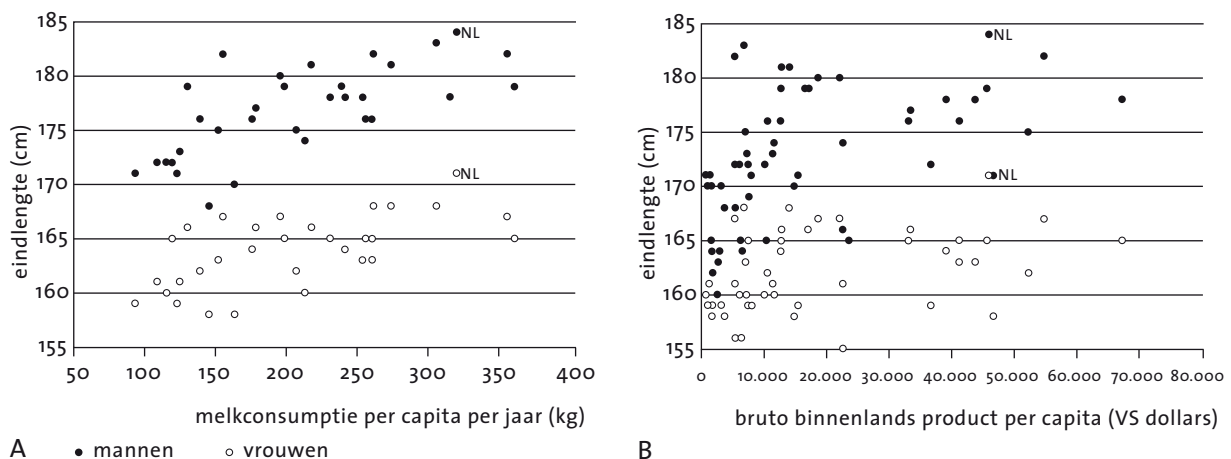 185
180
175
170
165
160
155
eindlengte (cm)
NL
NL
50 100 150 200 250 300 350 400
melkconsumptie per capita per jaar (kg)
A
mannen vrouwen
185
180
175
170
165
160
155
eindlengte (cm)
NL
NL
0 10.000 20.000 30.000 40.000 50.000 60.000 70.000 80.000
bruto binnenlands product per capita (VS dollars)
B